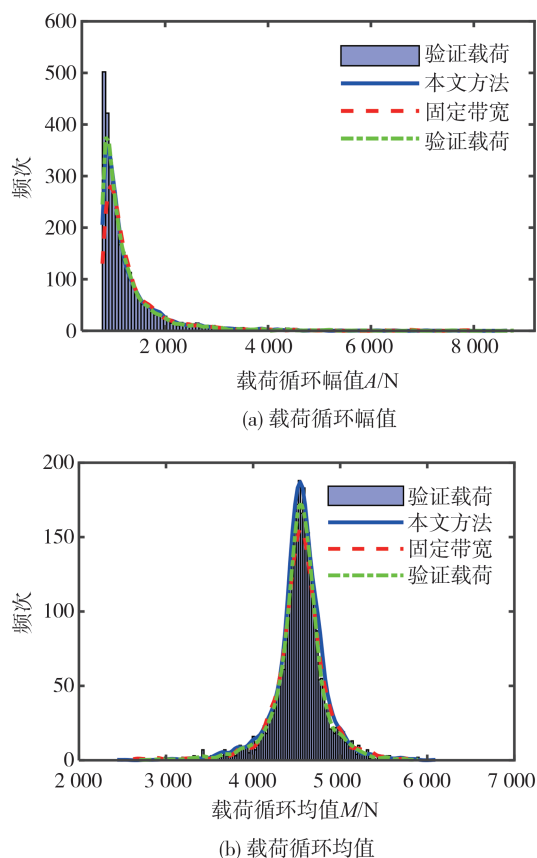 600
500
400
300
200
100
0
频次
验证载荷
本文方法
固定带宽
验证载荷
2 000
4 000
6 000
8 000
载荷循环幅值A/N
(a) 载荷循环幅值
200
150
100
50
0
频次
验证载荷
本文方法
固定带宽
验证载荷
2 000
3 000
4 000
5 000
6 000
7 000
载荷循环均值M/N
(b) 载荷循环均值